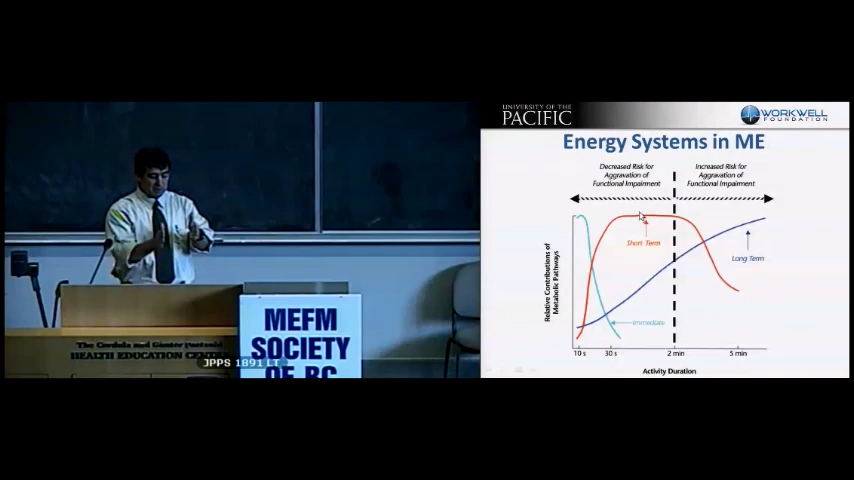 UNIVERSITY OF THE
PACIFIC
WORKWELL
FOUNDATION
Energy Systems in ME
Decreased Risk for
Aggravation of
Functional Impairment
Increased Risk for
Aggravation of
Functional Impairment
Relative Contributions of
Metabolic Pathways
Short Term
Long Term
Immediate
10 s
30 s
2 min
5 min
Activity Duration
The Cordula and Gunter Paetzold
HEALTH EDUCATION CENTRE
JPPS 1891 LT
MEFM
SOCIETY
OF BC